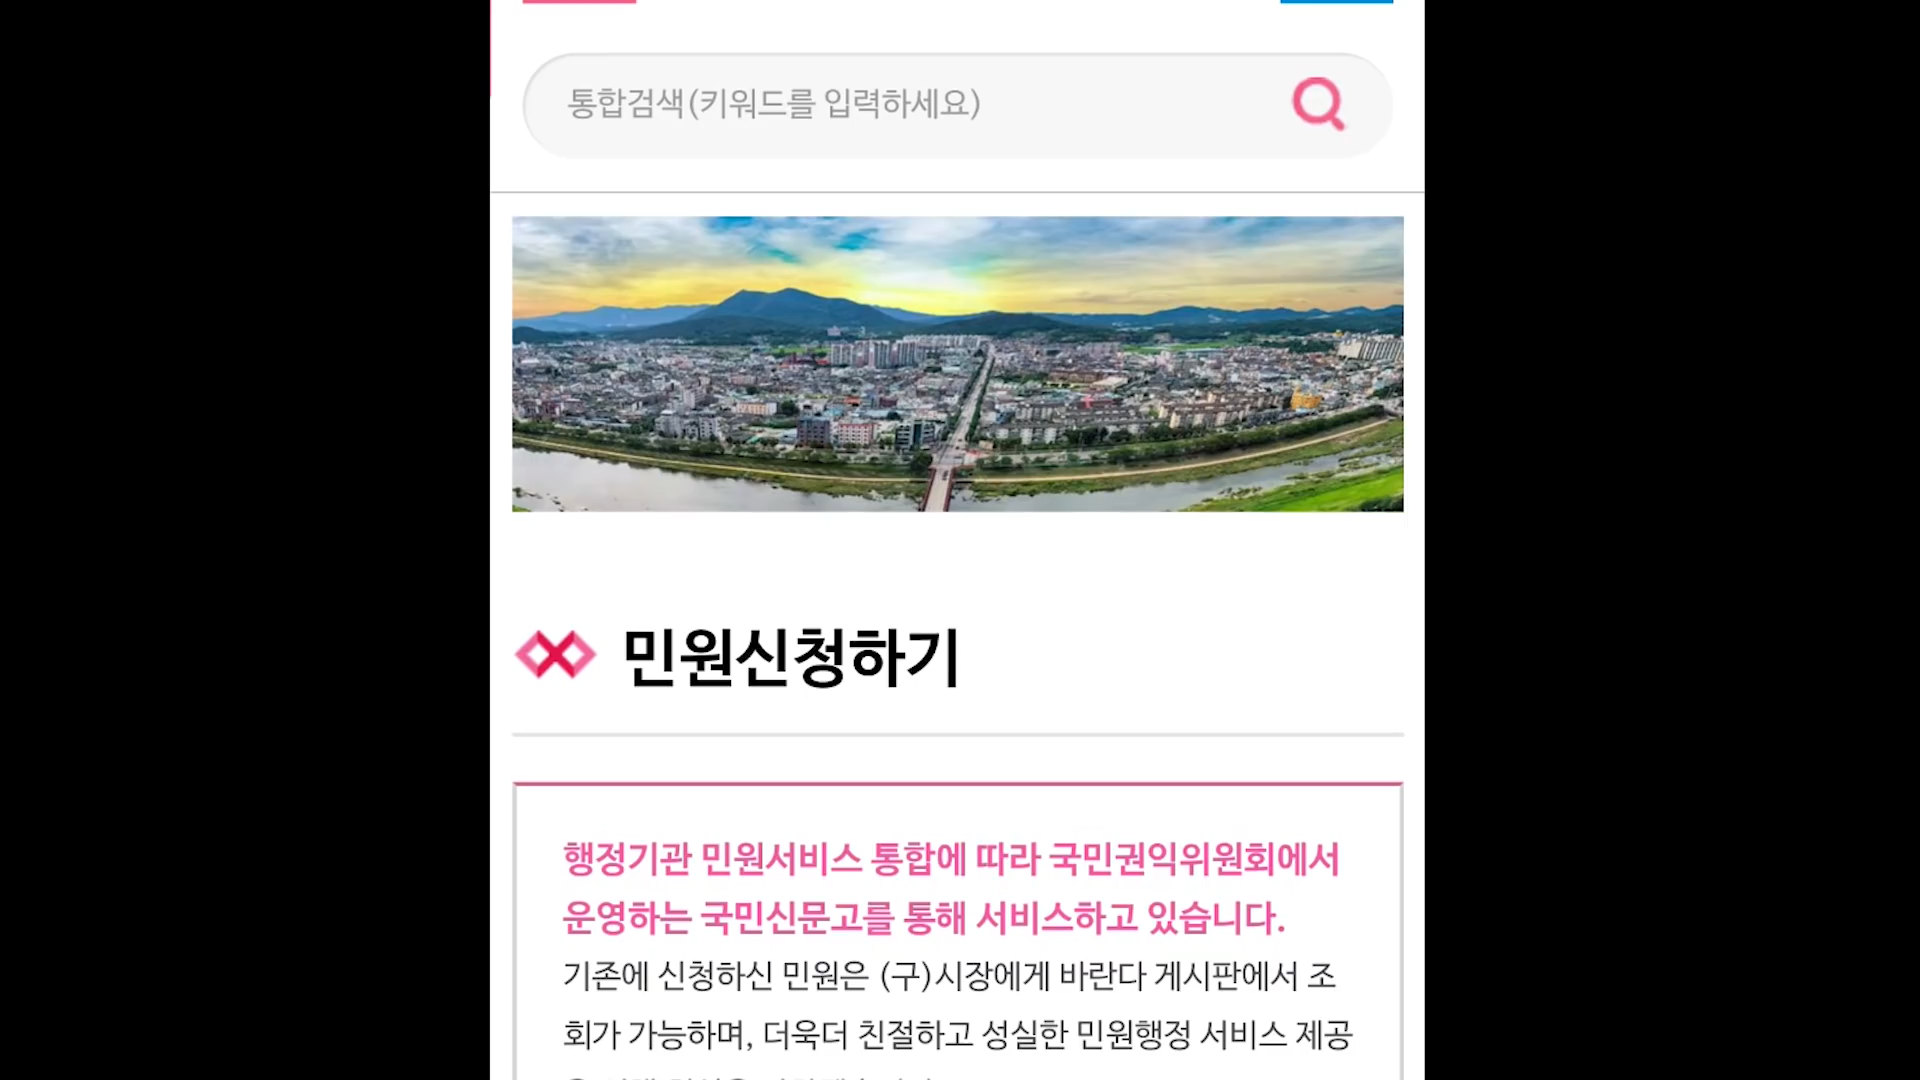 통합검색(키워드를 입력하세요)
민원신청하기
행정기관 민원서비스 통합에 따라 국민권익위원회에서
운영하는 국민신문고를 통해 서비스하고 있습니다.
기존에 신청하신 민원은 (구)시장에게 바란다 게시판에서 조
회가 가능하며, 더욱더 친절하고 성실한 민원행정 서비스 제공